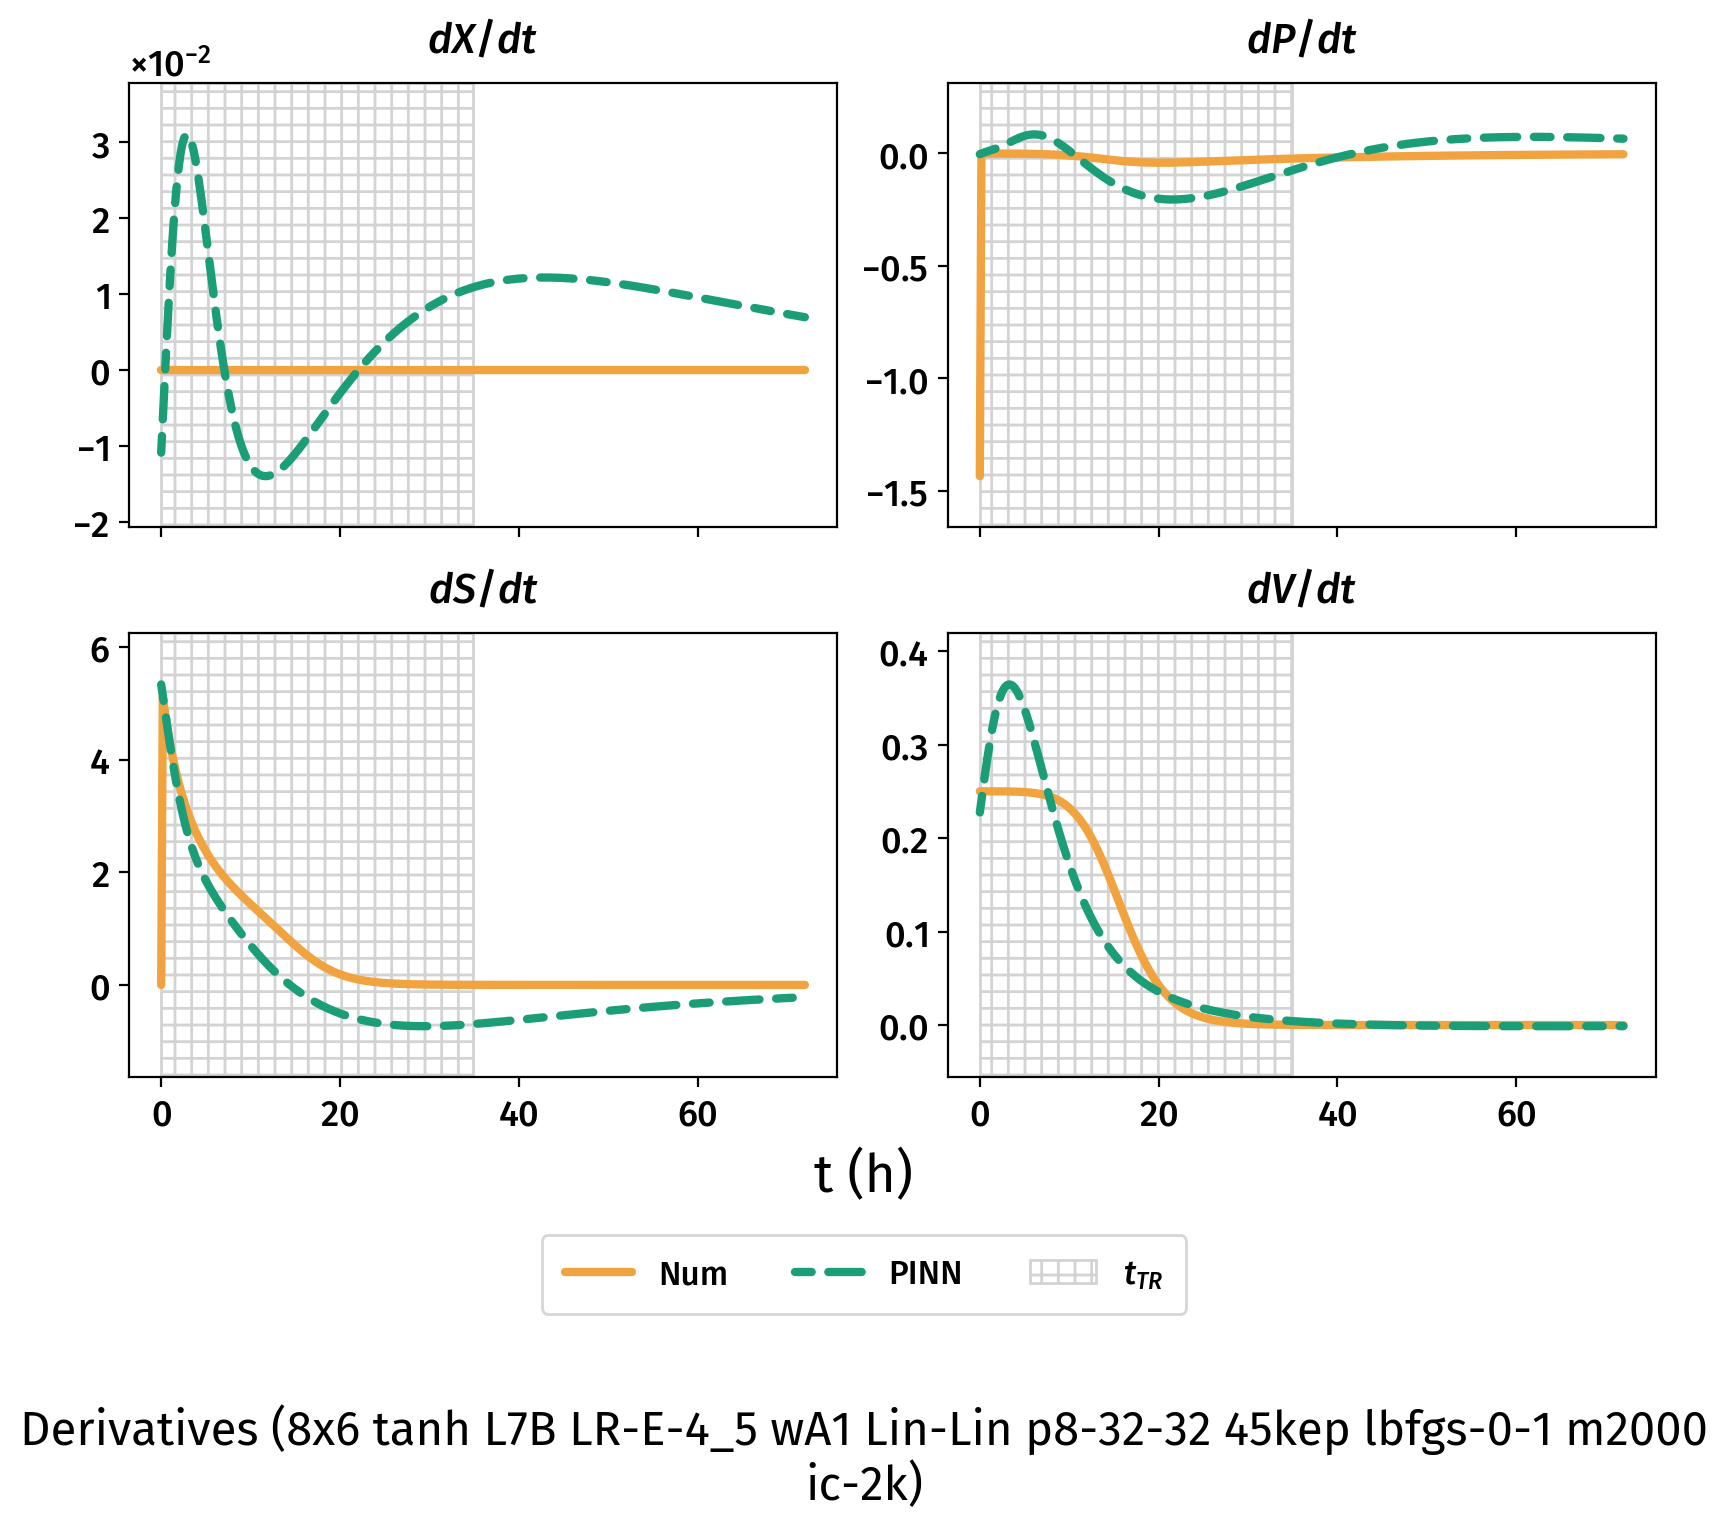 dX/dt
×10⁻²
3
2
1
0
−1
−2
dP/dt
0.0
−0.5
−1.0
−1.5
dS/dt
6
4
2
0
0 20 40 60
dV/dt
0.4
0.3
0.2
0.1
0.0
0 20 40 60
t (h)
Num PINN t_TR
Derivatives (8x6 tanh L7B LR-E-4_5 wA1 Lin-Lin p8-32-32 45kep lbfgs-0-1 m2000
ic-2k)